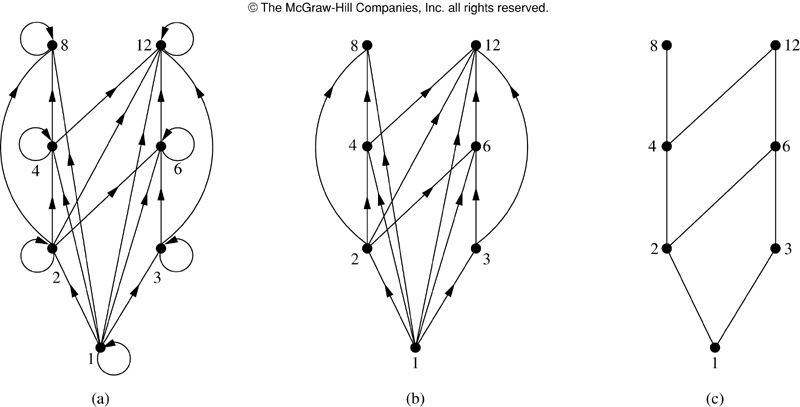 © The McGraw-Hill Companies, Inc. all rights reserved.
8 12 8 12 8 12
4 6 4 6 4 6
2 3 2 3 2 3
1 1 1
(a) (b) (c)